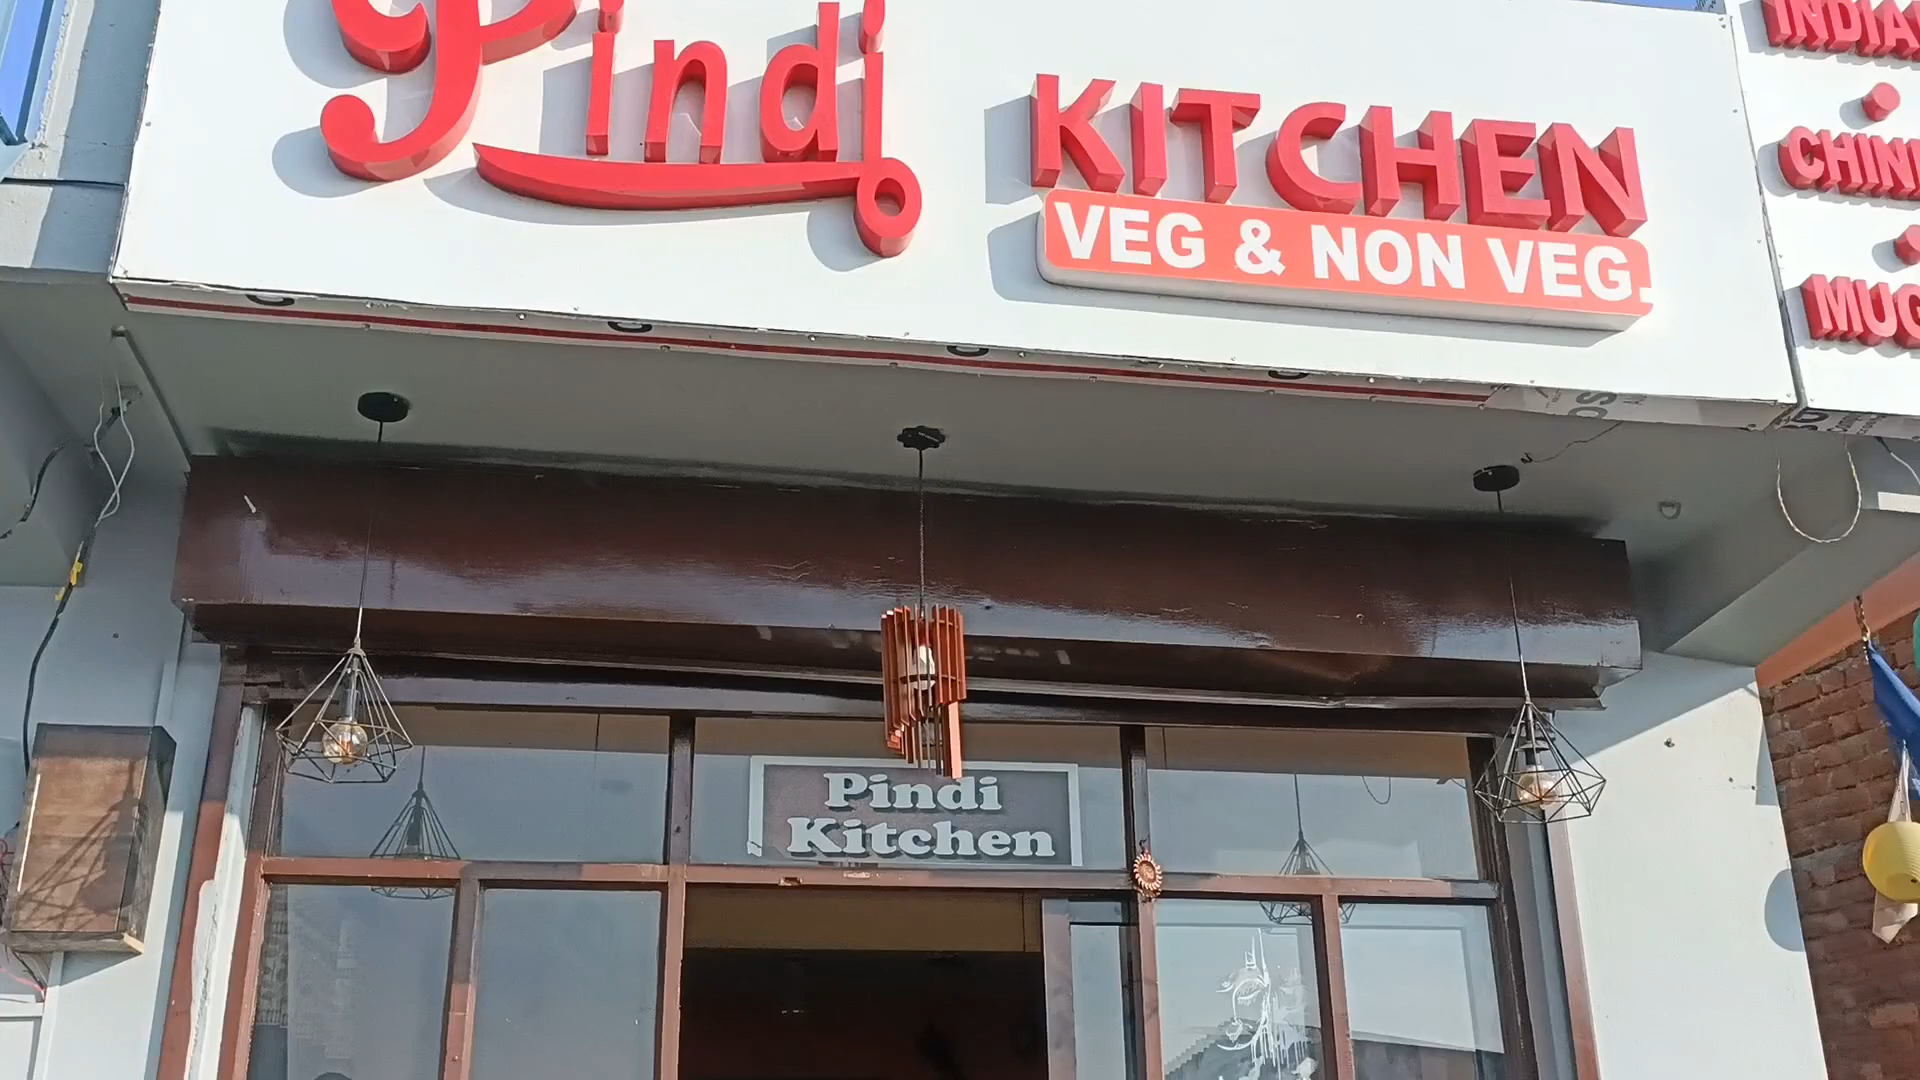 Pindi
KITCHEN
VEG & NON VEG.
Pindi
Kitchen